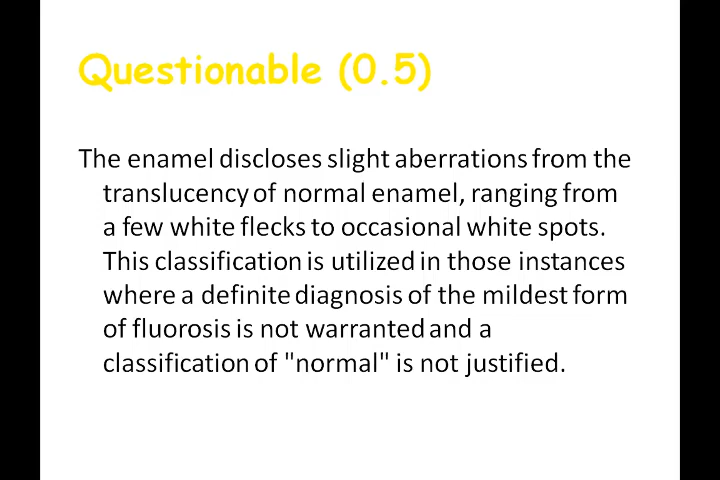 Questionable (0.5)
The enamel discloses slight aberrations from the
translucency of normal enamel, ranging from
a few white flecks to occasional white spots.
This classification is utilized in those instances
where a definite diagnosis of the mildest form
of fluorosis is not warranted and a
classification of "normal" is not justified.